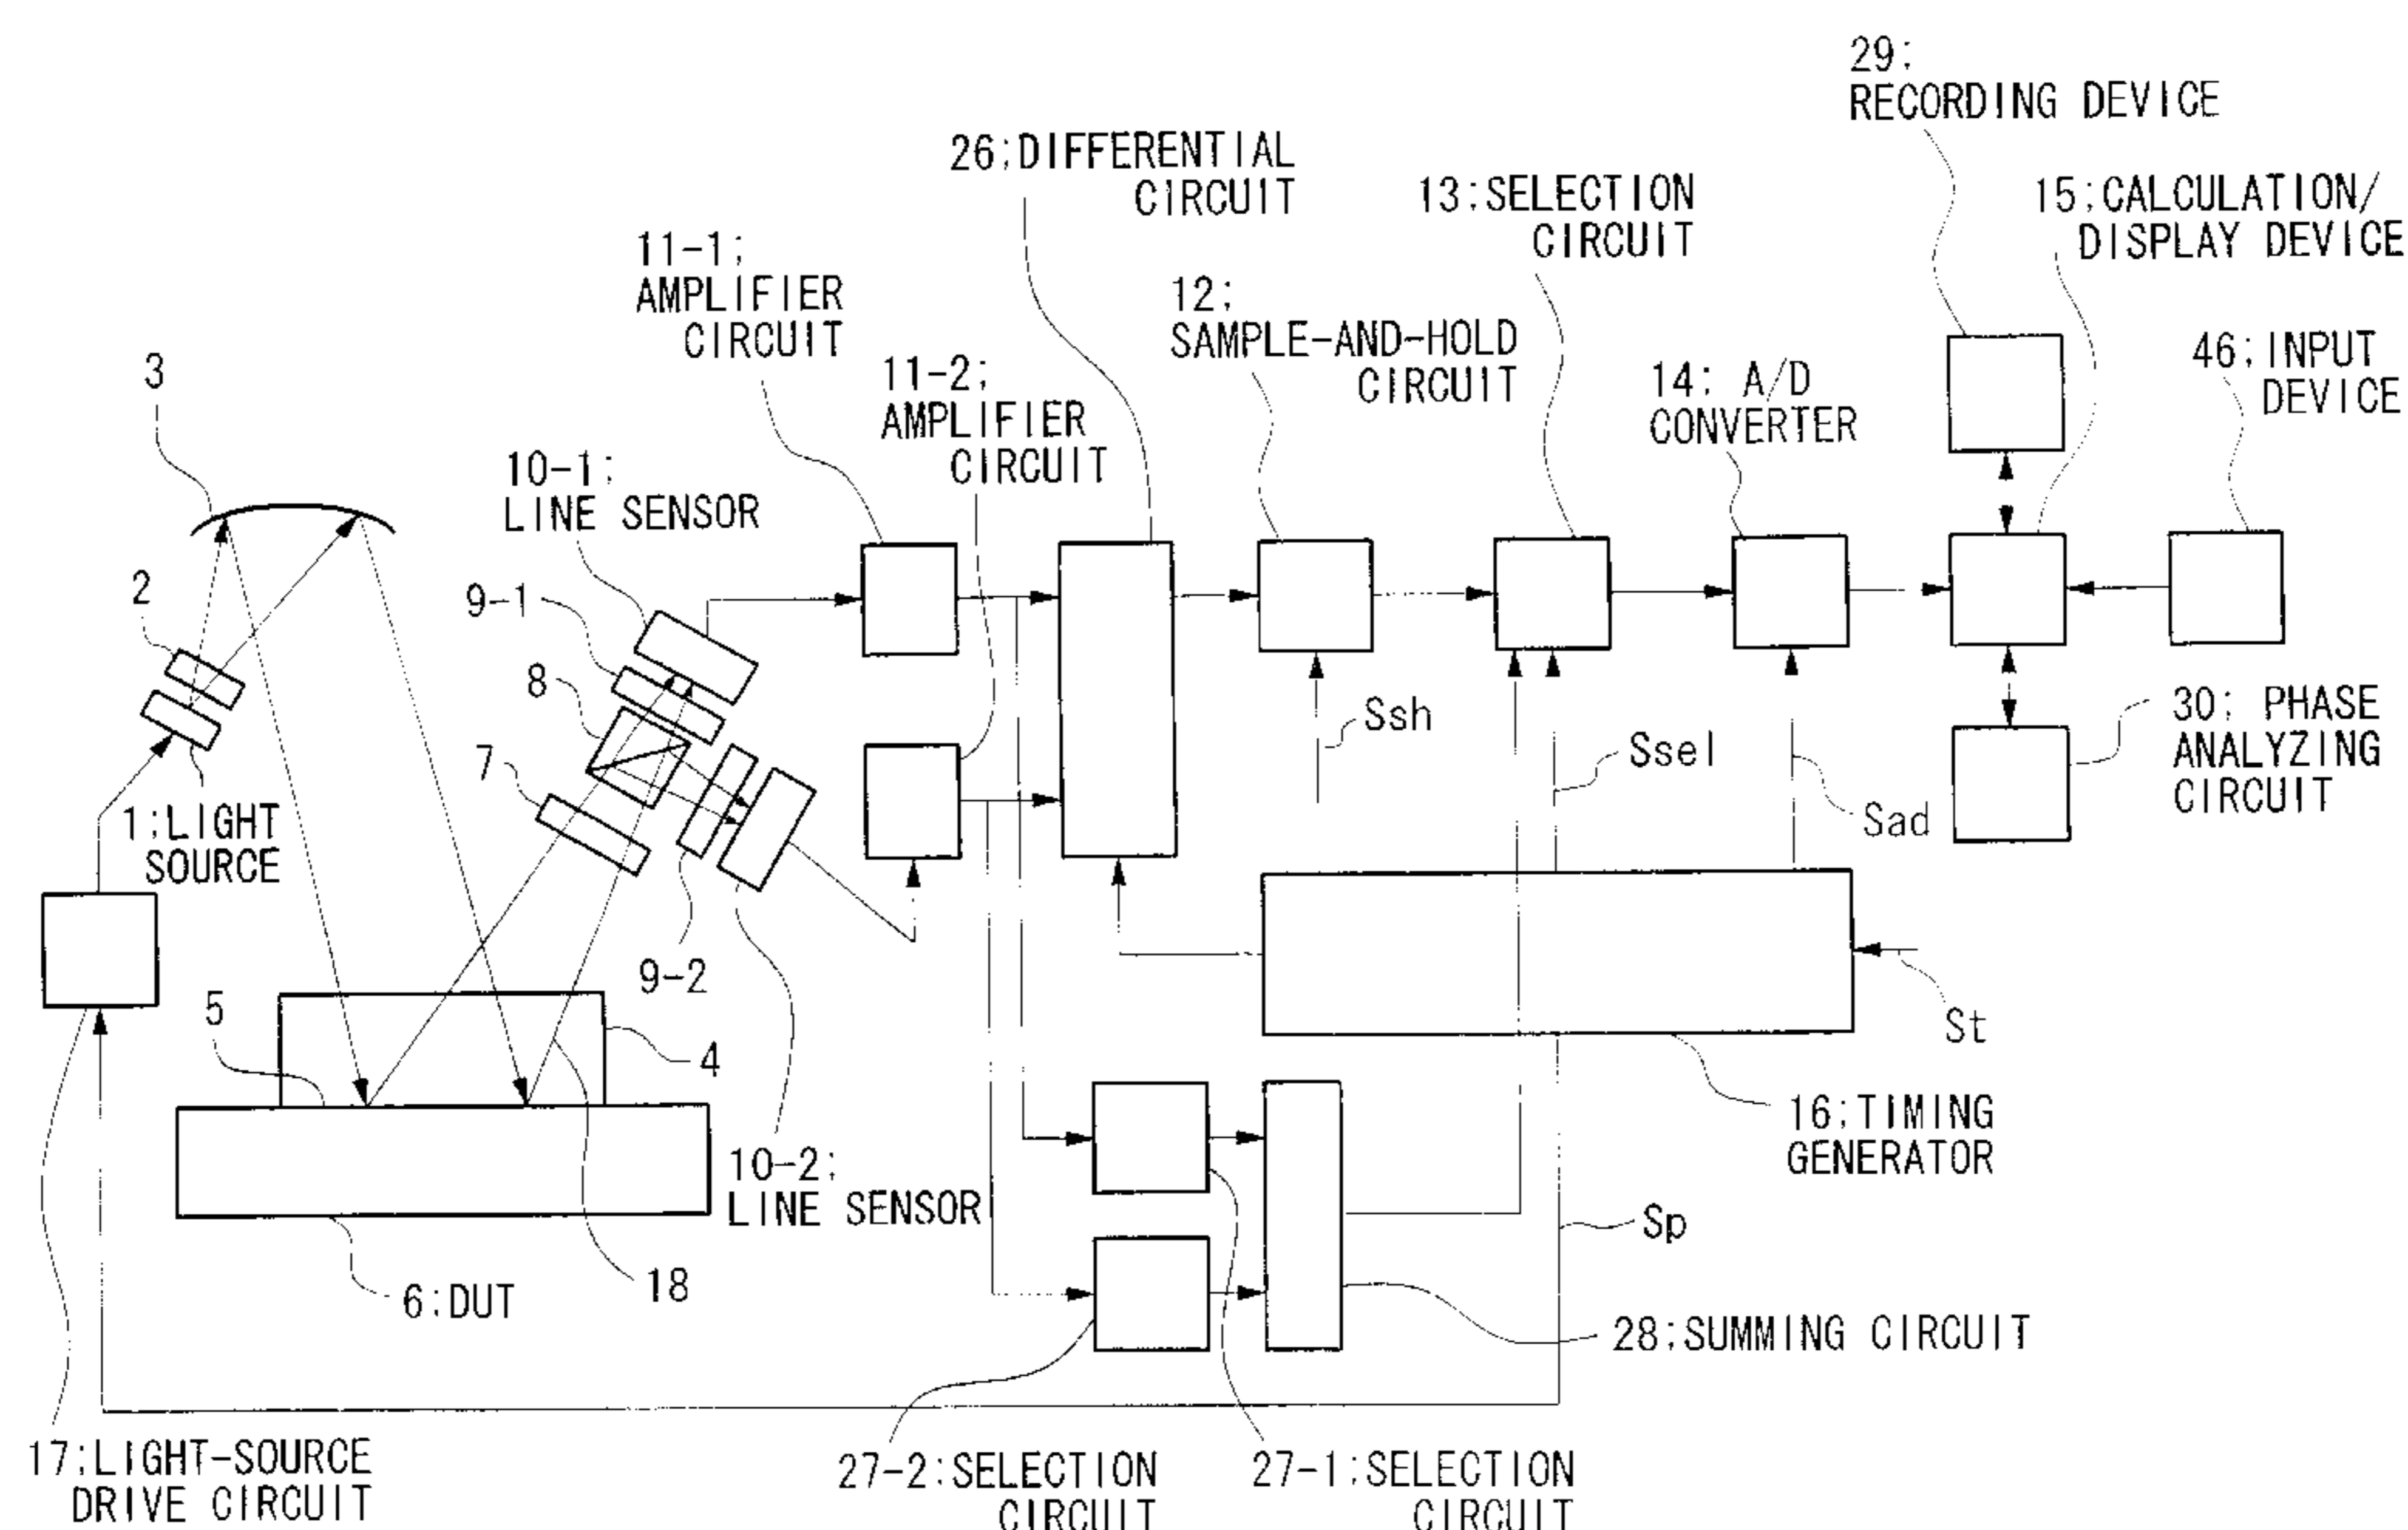 29;
RECORDING DEVICE
26;DIFFERENTIAL
CIRCUIT
13;SELECTION
CIRCUIT
15;CALCULATION/
DISPLAY DEVICE
11-1;
AMPLIFIER
CIRCUIT
12;
SAMPLE-AND-HOLD
CIRCUIT
46;INPUT
DEVICE
3
11-2;
AMPLIFIER
CIRCUIT
14; A/D
CONVERTER
10-1;
LINE SENSOR
2
9-1
8
7
Ssh
Ssel
Sad
30; PHASE
ANALYZING
CIRCUIT
1;LIGHT
SOURCE
9-2
5
4
St
16;TIMING
GENERATOR
10-2;
LINE SENSOR
18
6;DUT
Sp
28;SUMMING CIRCUIT
17;LIGHT-SOURCE
DRIVE CIRCUIT
27-2;SELECTION
CIRCUIT
27-1;SELECTION
CIRCUIT